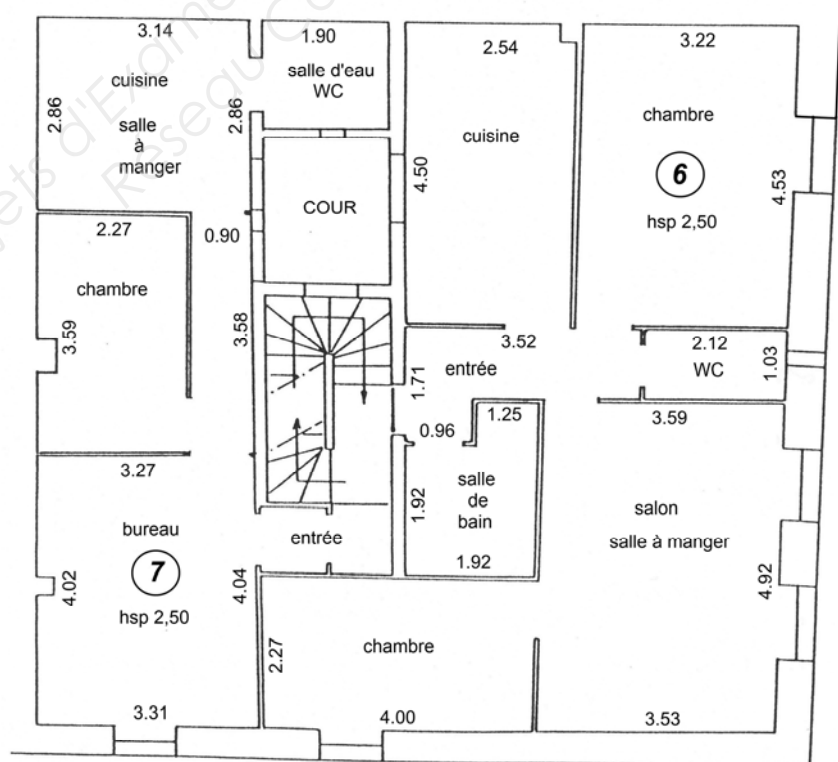 Sujets d'Examen
Réseau
3.14
cuisine
2.86
salle
à
manger
2.86
1.90
salle d'eau
WC
COUR
2.54
cuisine
4.50
3.22
chambre
6
hsp 2,50
4.53
2.27
0.90
chambre
3.59
3.58
3.52
entrée
1.71
2.12
WC
1.03
0.96
1.25
3.59
3.27
bureau
7
hsp 2,50
4.02
4.04
3.31
entrée
salle
de
bain
1.92
1.92
salon
salle à manger
4.92
3.53
chambre
2.27
4.00